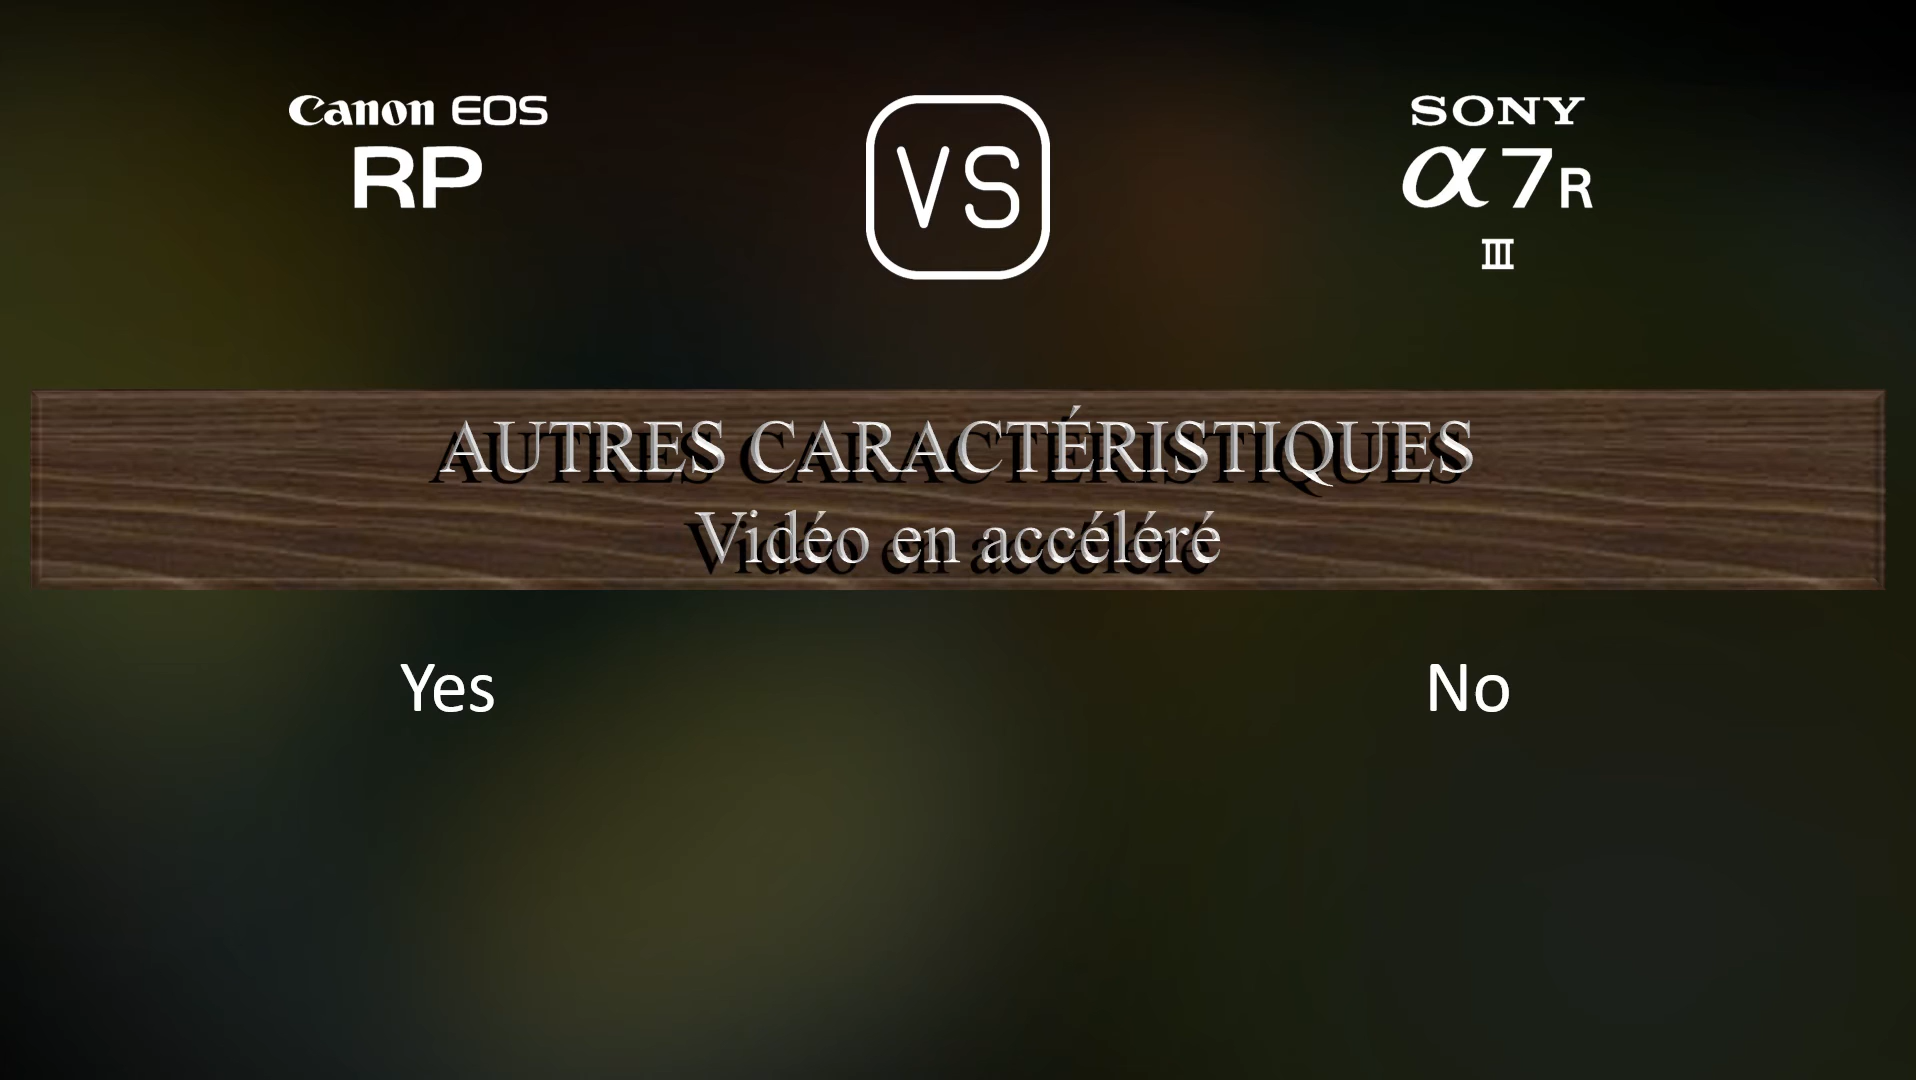 Canon EOS
RP
VS
SONY
α7R
III
AUTRES CARACTÉRISTIQUES
Vidéo en accéléré
Yes
No